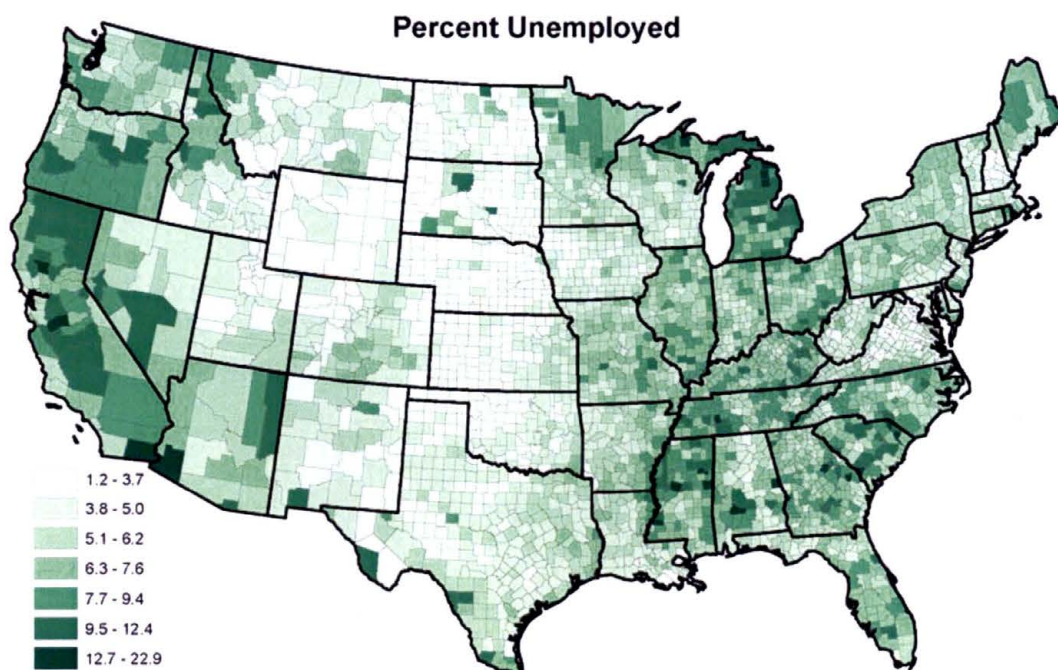 Percent Unemployed
1.2 - 3.7
3.8 - 5.0
5.1 - 6.2
6.3 - 7.6
7.7 - 9.4
9.5 - 12.4
12.7 - 22.9